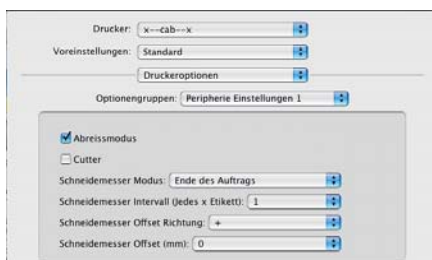 Drucker: x--cab--x
Voreinstellungen: Standard
Druckeroptionen
Optionengruppen: Peripherie Einstellungen 1
Abreissmodus
Cutter
Schneidemesser Modus: Ende des Auftrags
Schneidemesser Intervall (Jedes x Etikett): 1
Schneidemesser Offset Richtung: +
Schneidemesser Offset (mm): 0